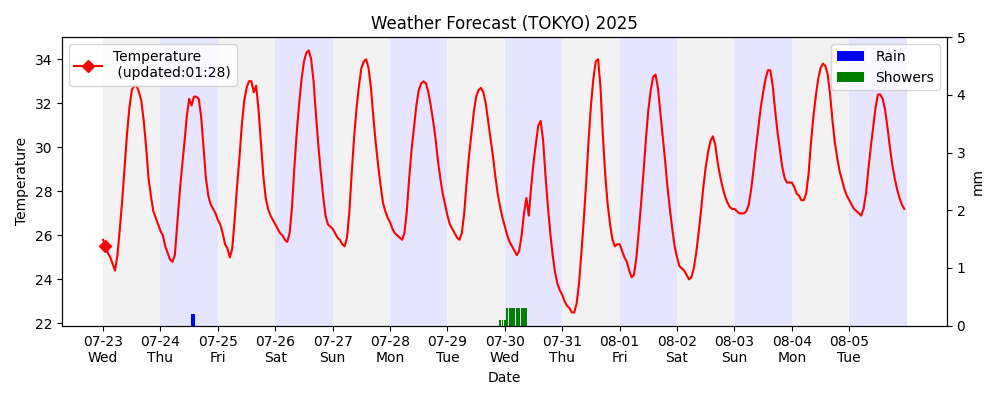 Weather Forecast (TOKYO) 2025
Temperature
(updated:01:28)
Rain
Showers
Temperature
34
32
30
28
26
24
22
5
4
3
2
1
0
mm
07-23 07-24 07-25 07-26 07-27 07-28 07-29 07-30 07-31 08-01 08-02 08-03 08-04 08-05
Wed Thu Fri Sat Sun Mon Tue Wed Thu Fri Sat Sun Mon Tue
Date